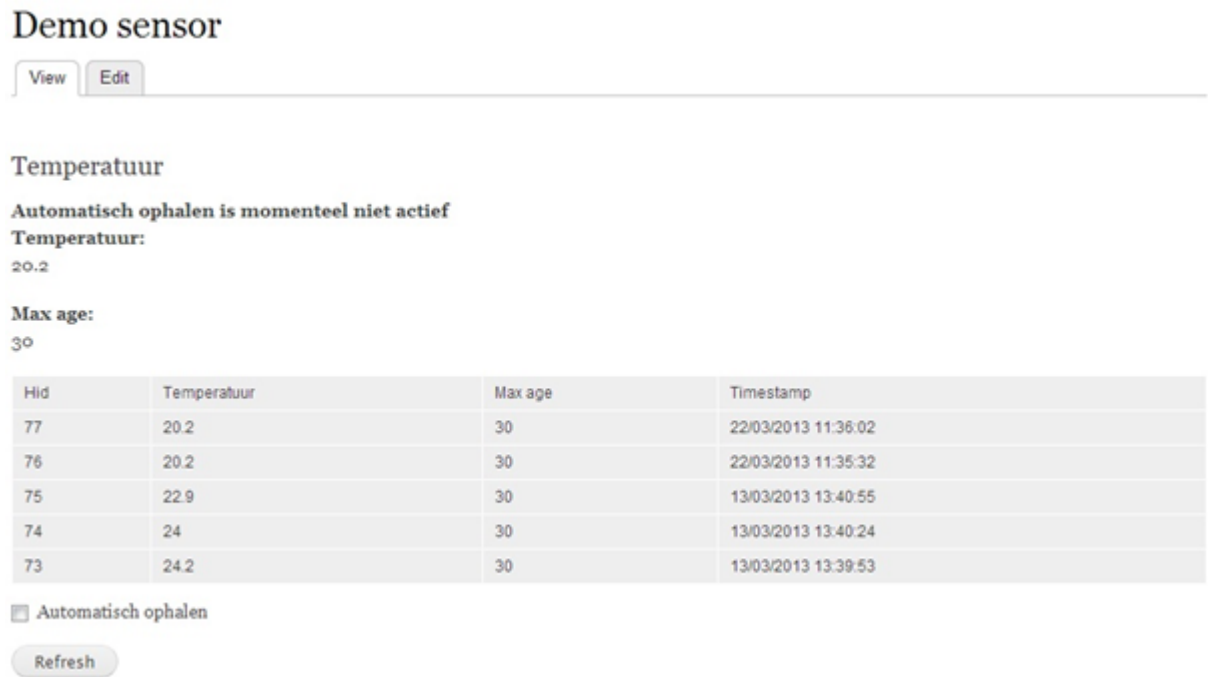 Demo sensor
View Edit
Temperatuur
Automatisch ophalen is momenteel niet actief
Temperatuur:
20.2
Max age:
30
Hid Temperatuur Max age Timestamp
77 20.2 30 22/03/2013 11:36:02
76 20.2 30 22/03/2013 11:35:32
75 22.9 30 13/03/2013 13:40:55
74 24 30 13/03/2013 13:40:24
73 24.2 30 13/03/2013 13:39:53
Automatisch ophalen
Refresh